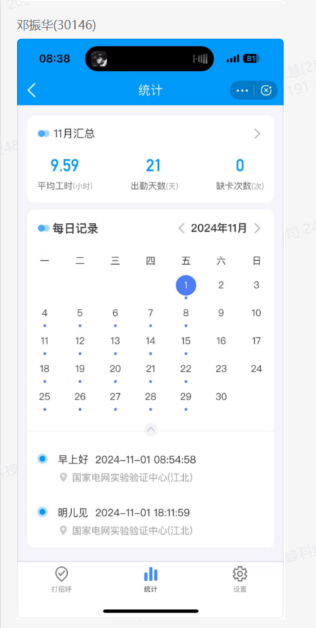 邓振华(30146)
08:38
81
统计
11月汇总
9.59
21
0
平均工时(小时)
出勤天数(天)
缺卡次数(次)
每日记录
2024年11月
一 二 三 四 五 六 日
1 2 3
4 5 6 7 8 9 10
11 12 13 14 15 16 17
18 19 20 21 22 23 24
25 26 27 28 29 30
早上好 2024-11-01 08:54:58
国家电网实验验证中心(江北)
明儿见 2024-11-01 18:11:59
国家电网实验验证中心(江北)
打招呼
统计
设置